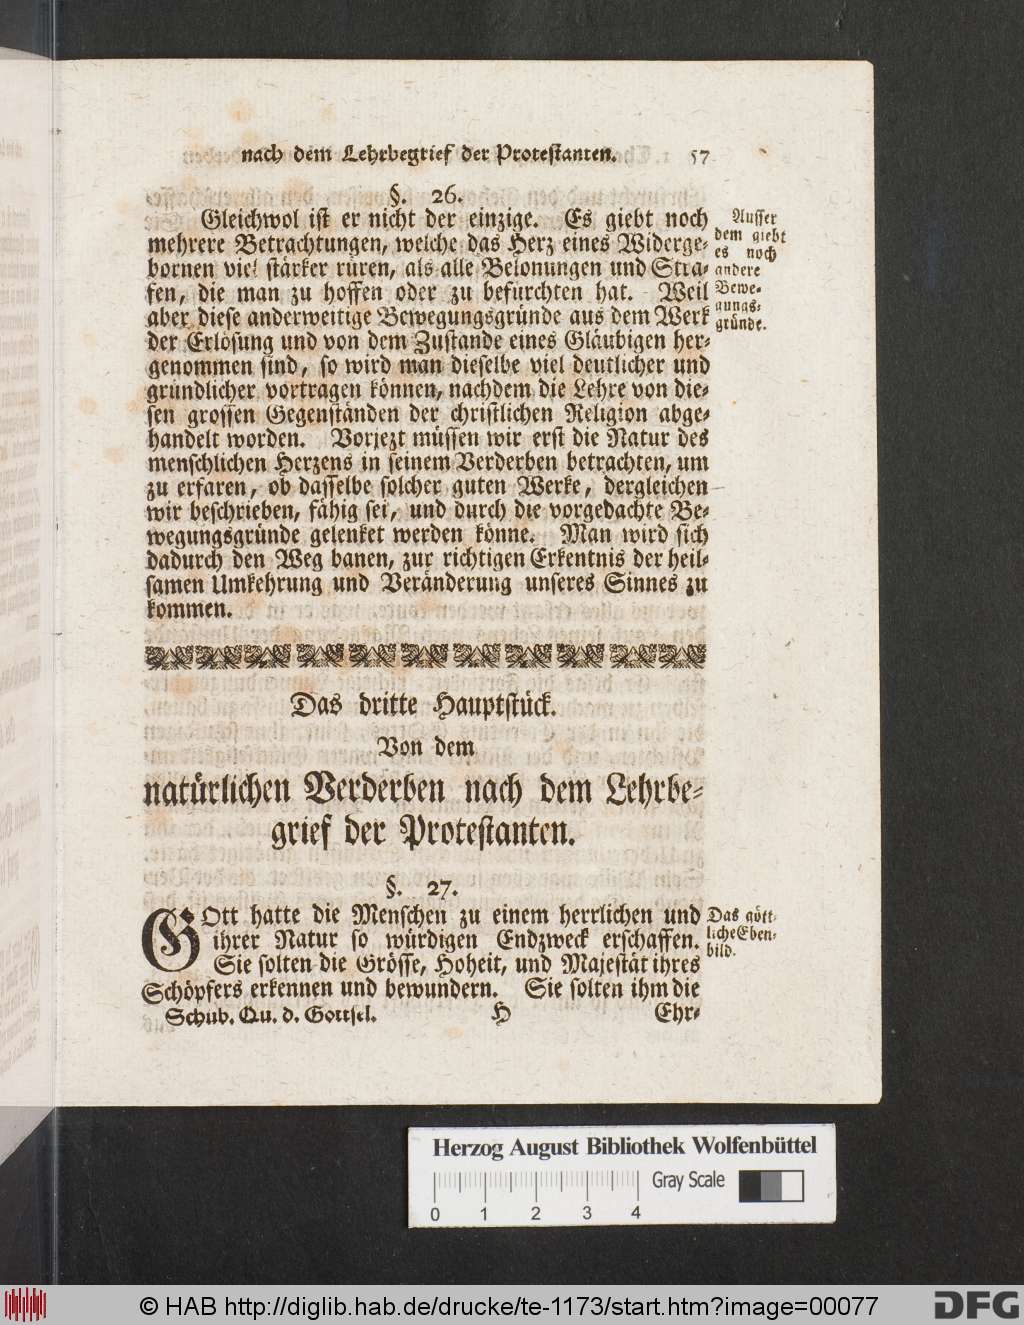 nach dem Lehrbegrief der Protestanten. 57
§. 26.
Gleichwol ist er nicht der einzige. Es giebt noch
mehrere Betrachtungen, welche das Herz eines Widerge-
bornen viel stärker rüren, als alle Belonungen und Stra-
fen, die man zu hoffen oder zu befürchten hat. Weil
aber diese anderweitige Bewegungsgründe aus dem Werk
der Erlösung und von dem Zustande eines Gläubigen her-
genommen sind, so wird man dieselbe viel deutlicher und
gründlicher vortragen können, nachdem die Lehre von die-
sen grossen Gegenständen der christlichen Religion abge-
handelt worden. Vorjezt müssen wir erst die Natur des
menschlichen Herzens in seinem Verderben betrachten, um
zu erfaren, ob dasselbe solcher guten Werke, dergleichen
wir beschrieben, fähig sei, und durch die vorgedachte Be-
wegungsgründe gelenket werden könne. Man wird sich
dadurch den Weg banen, zur richtigen Erkentnis der heil-
samen Umkehrung und Veränderung unseres Sinnes zu
kommen.
Ausser
dem giebt
es noch
andere
Bewe-
gungs-
gründe.
Das dritte Hauptstück.
Von dem
natürlichen Verderben nach dem Lehrbe-
grief der Protestanten.
§. 27.
GOtt hatte die Menschen zu einem herrlichen und
ihrer Natur so würdigen Endzweck erschaffen.
Sie solten die Grösse, Hoheit, und Majestät ihres
Schöpfers erkennen und bewundern. Sie solten ihm die
Das gött-
liche Eben-
bild.
Schub. Qu. d. Gottsel. H Ehr-
Herzog August Bibliothek Wolfenbüttel
Gray Scale
0 1 2 3 4
© HAB http://diglib.hab.de/drucke/te-1173/start.htm?image=00077
DFG